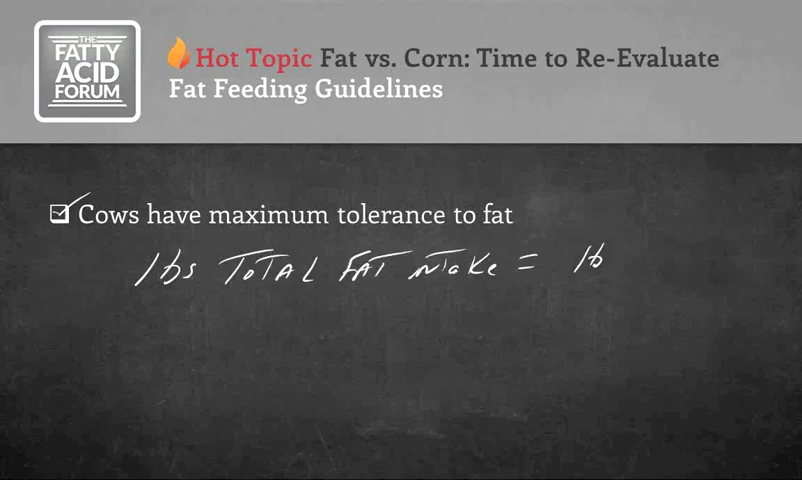 THE
FATTY
ACID
FORUM
Hot Topic Fat vs. Corn: Time to Re-Evaluate
Fat Feeding Guidelines
Cows have maximum tolerance to fat
lbs TOTAL FAT intake = lb